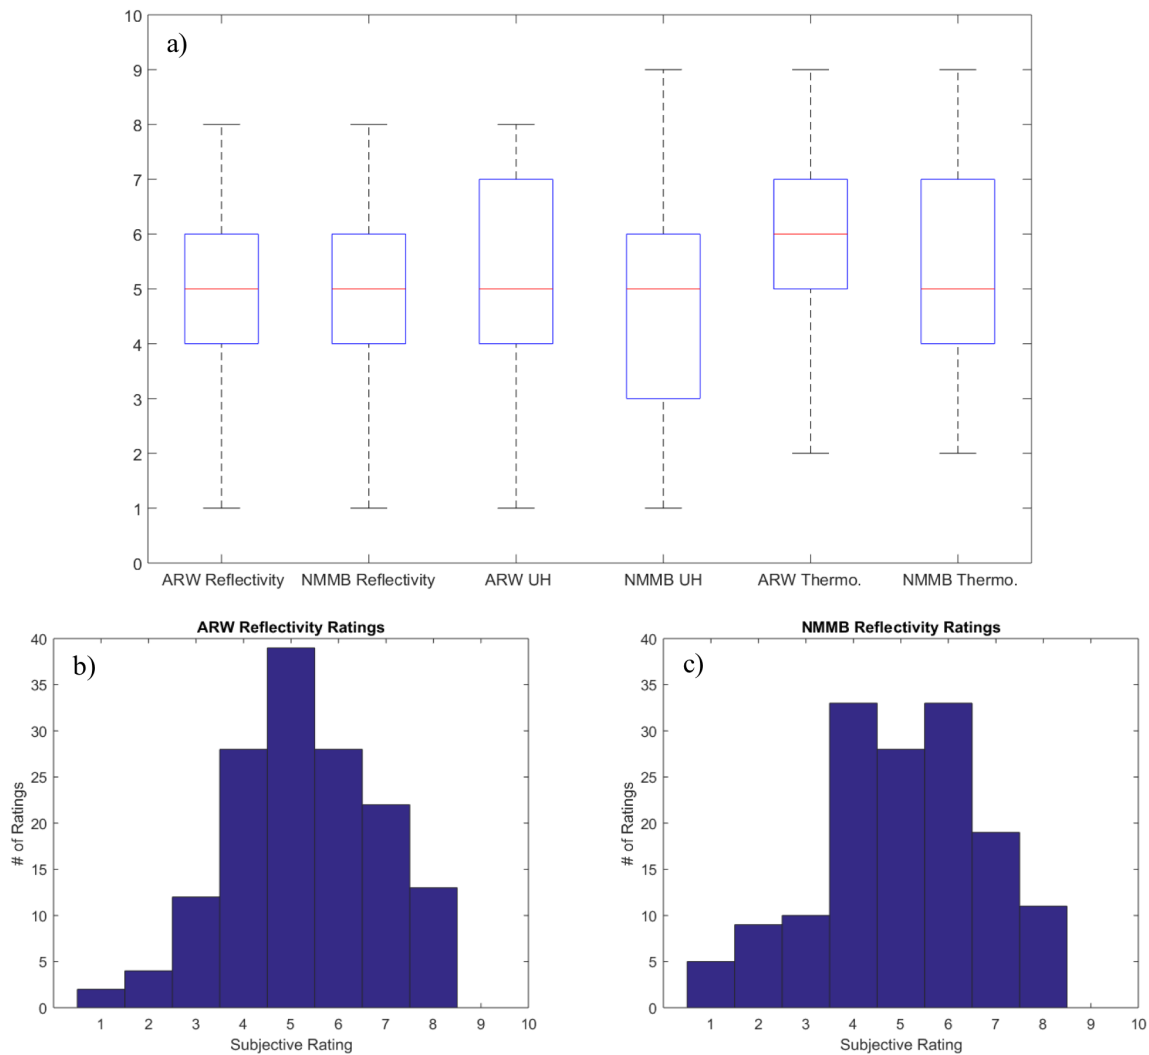 a)
10
9
8
7
6
5
4
3
2
1
0
ARW Reflectivity NMMB Reflectivity ARW UH NMMB UH ARW Thermo. NMMB Thermo.
ARW Reflectivity Ratings
b)
# of Ratings
40
35
30
25
20
15
10
5
0
1 2 3 4 5 6 7 8 9 10
Subjective Rating
NMMB Reflectivity Ratings
c)
# of Ratings
40
35
30
25
20
15
10
5
0
1 2 3 4 5 6 7 8 9 10
Subjective Rating